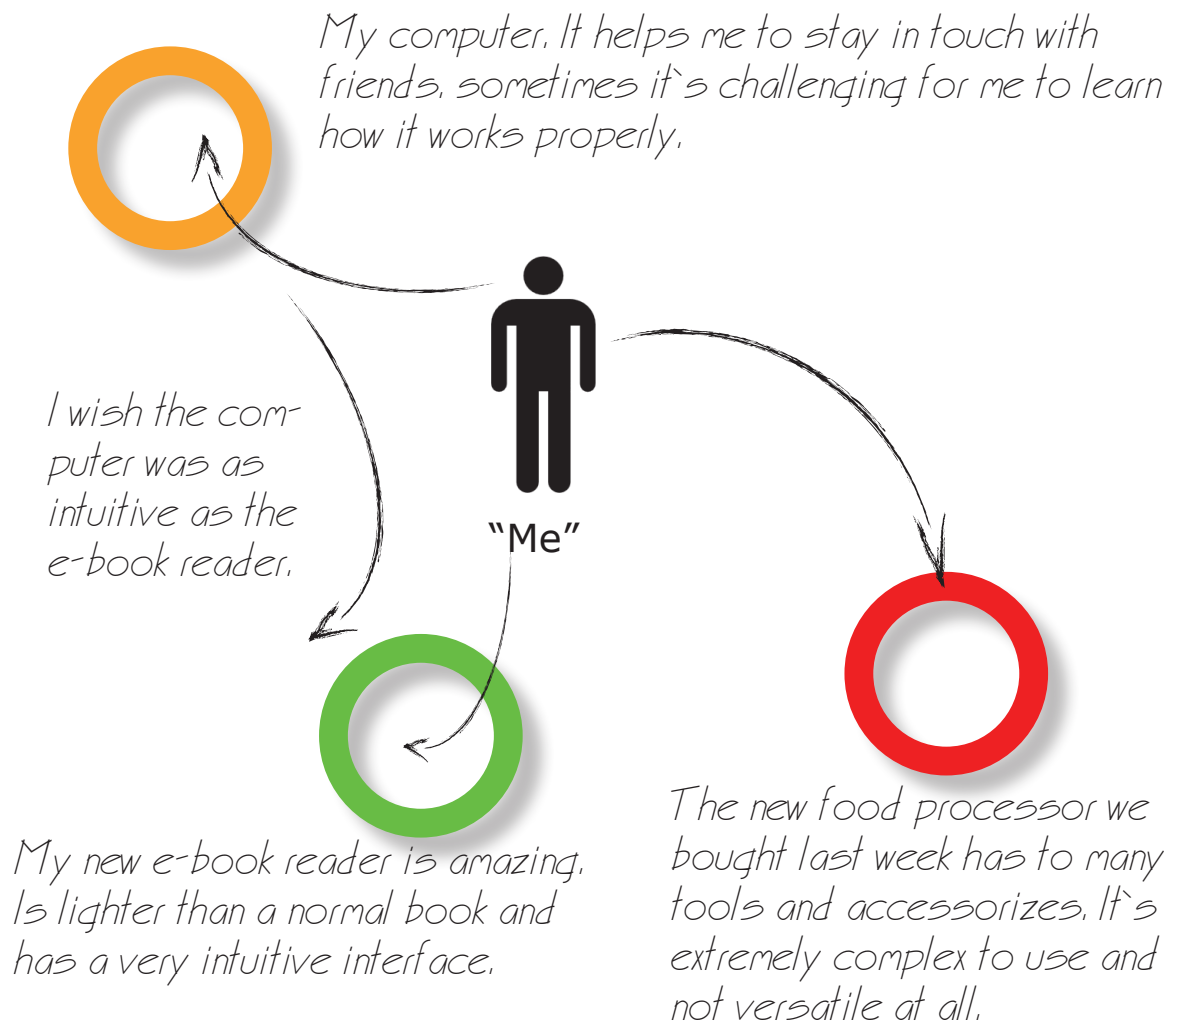 My computer. It helps me to stay in touch with
friends, sometimes it`s challenging for me to learn
how it works properly.
I wish the com-
puter was as
intuitive as the
e-book reader.
“Me”
My new e-book reader is amazing.
Is lighter than a normal book and
has a very intuitive interface.
The new food processor we
bought last week has to many
tools and accessorizes. It`s
extremely complex to use and
not versatile at all.